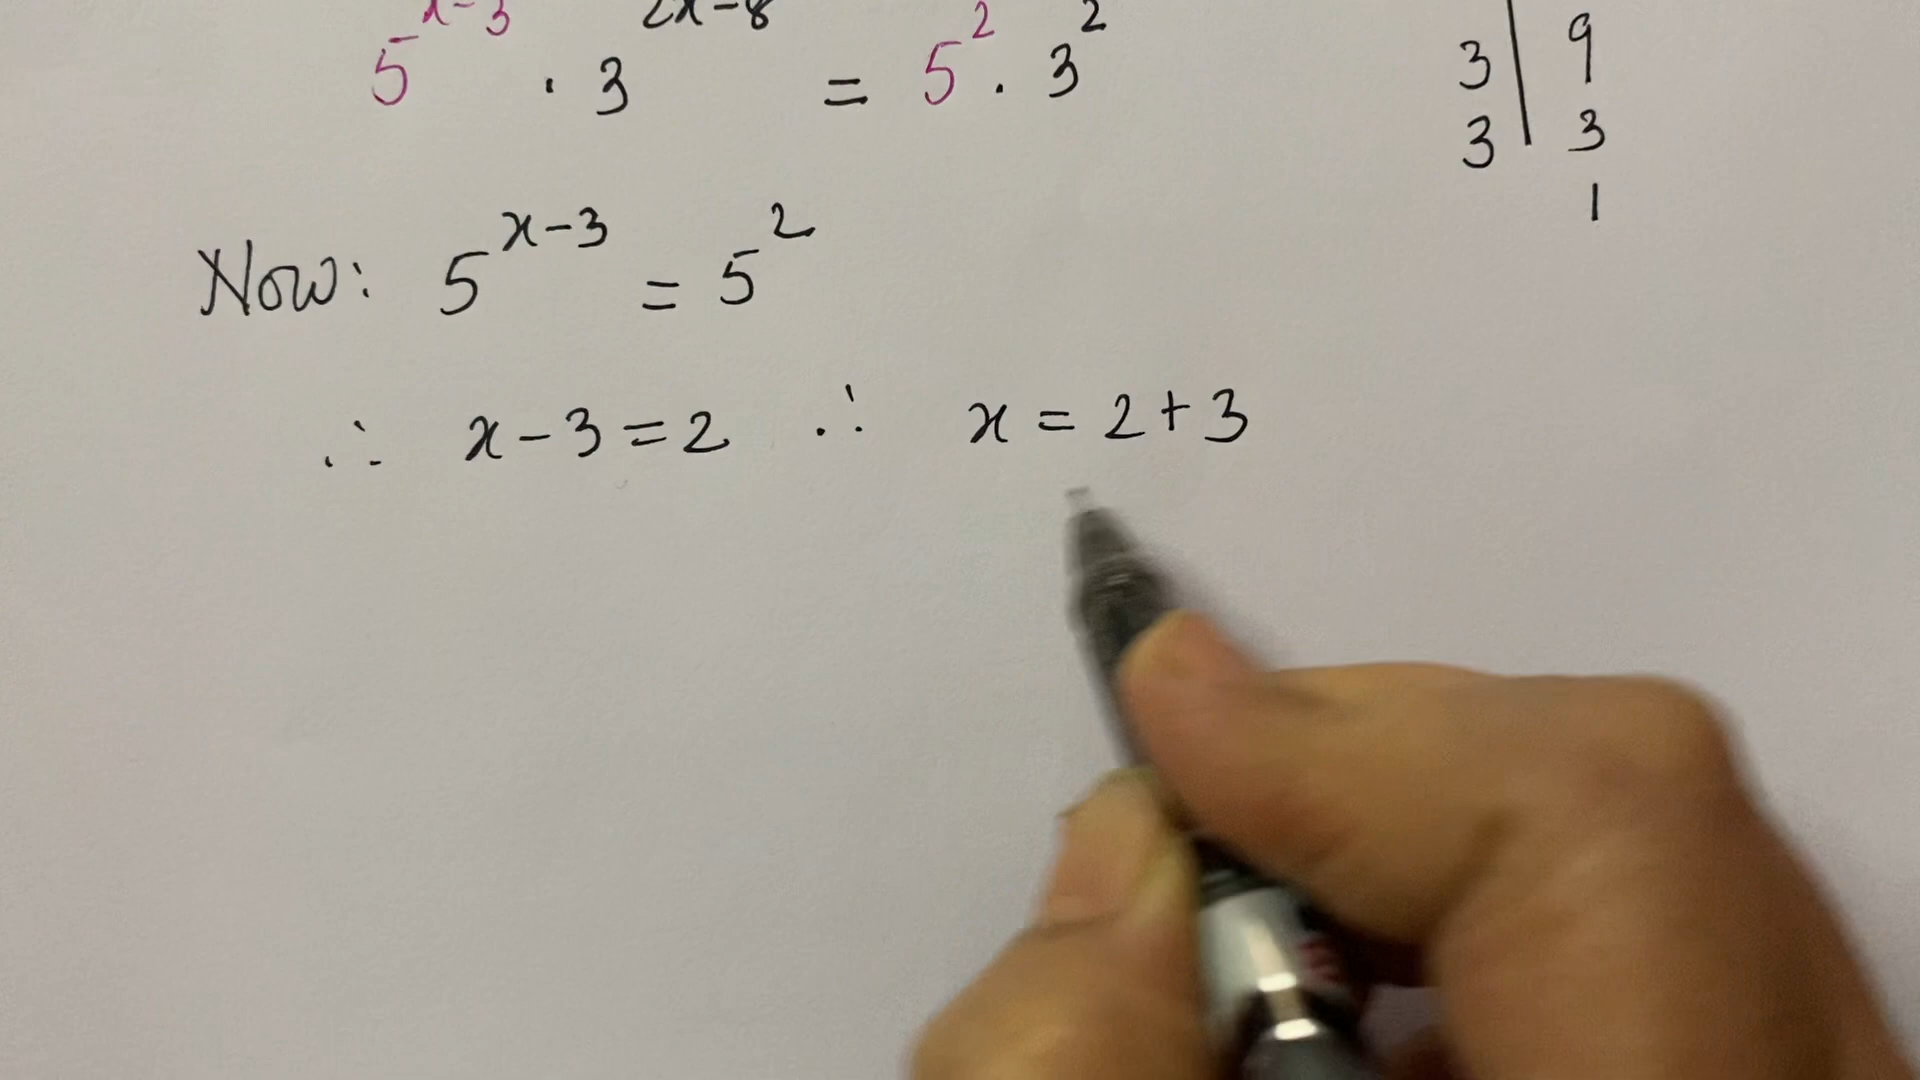 5^{x-3} · 3^{2x-8} = 5^2 · 3^2
3 | 9
3 | 3
1
Now: 5^{x-3} = 5^2
∴ x-3=2 ∴ x = 2+3